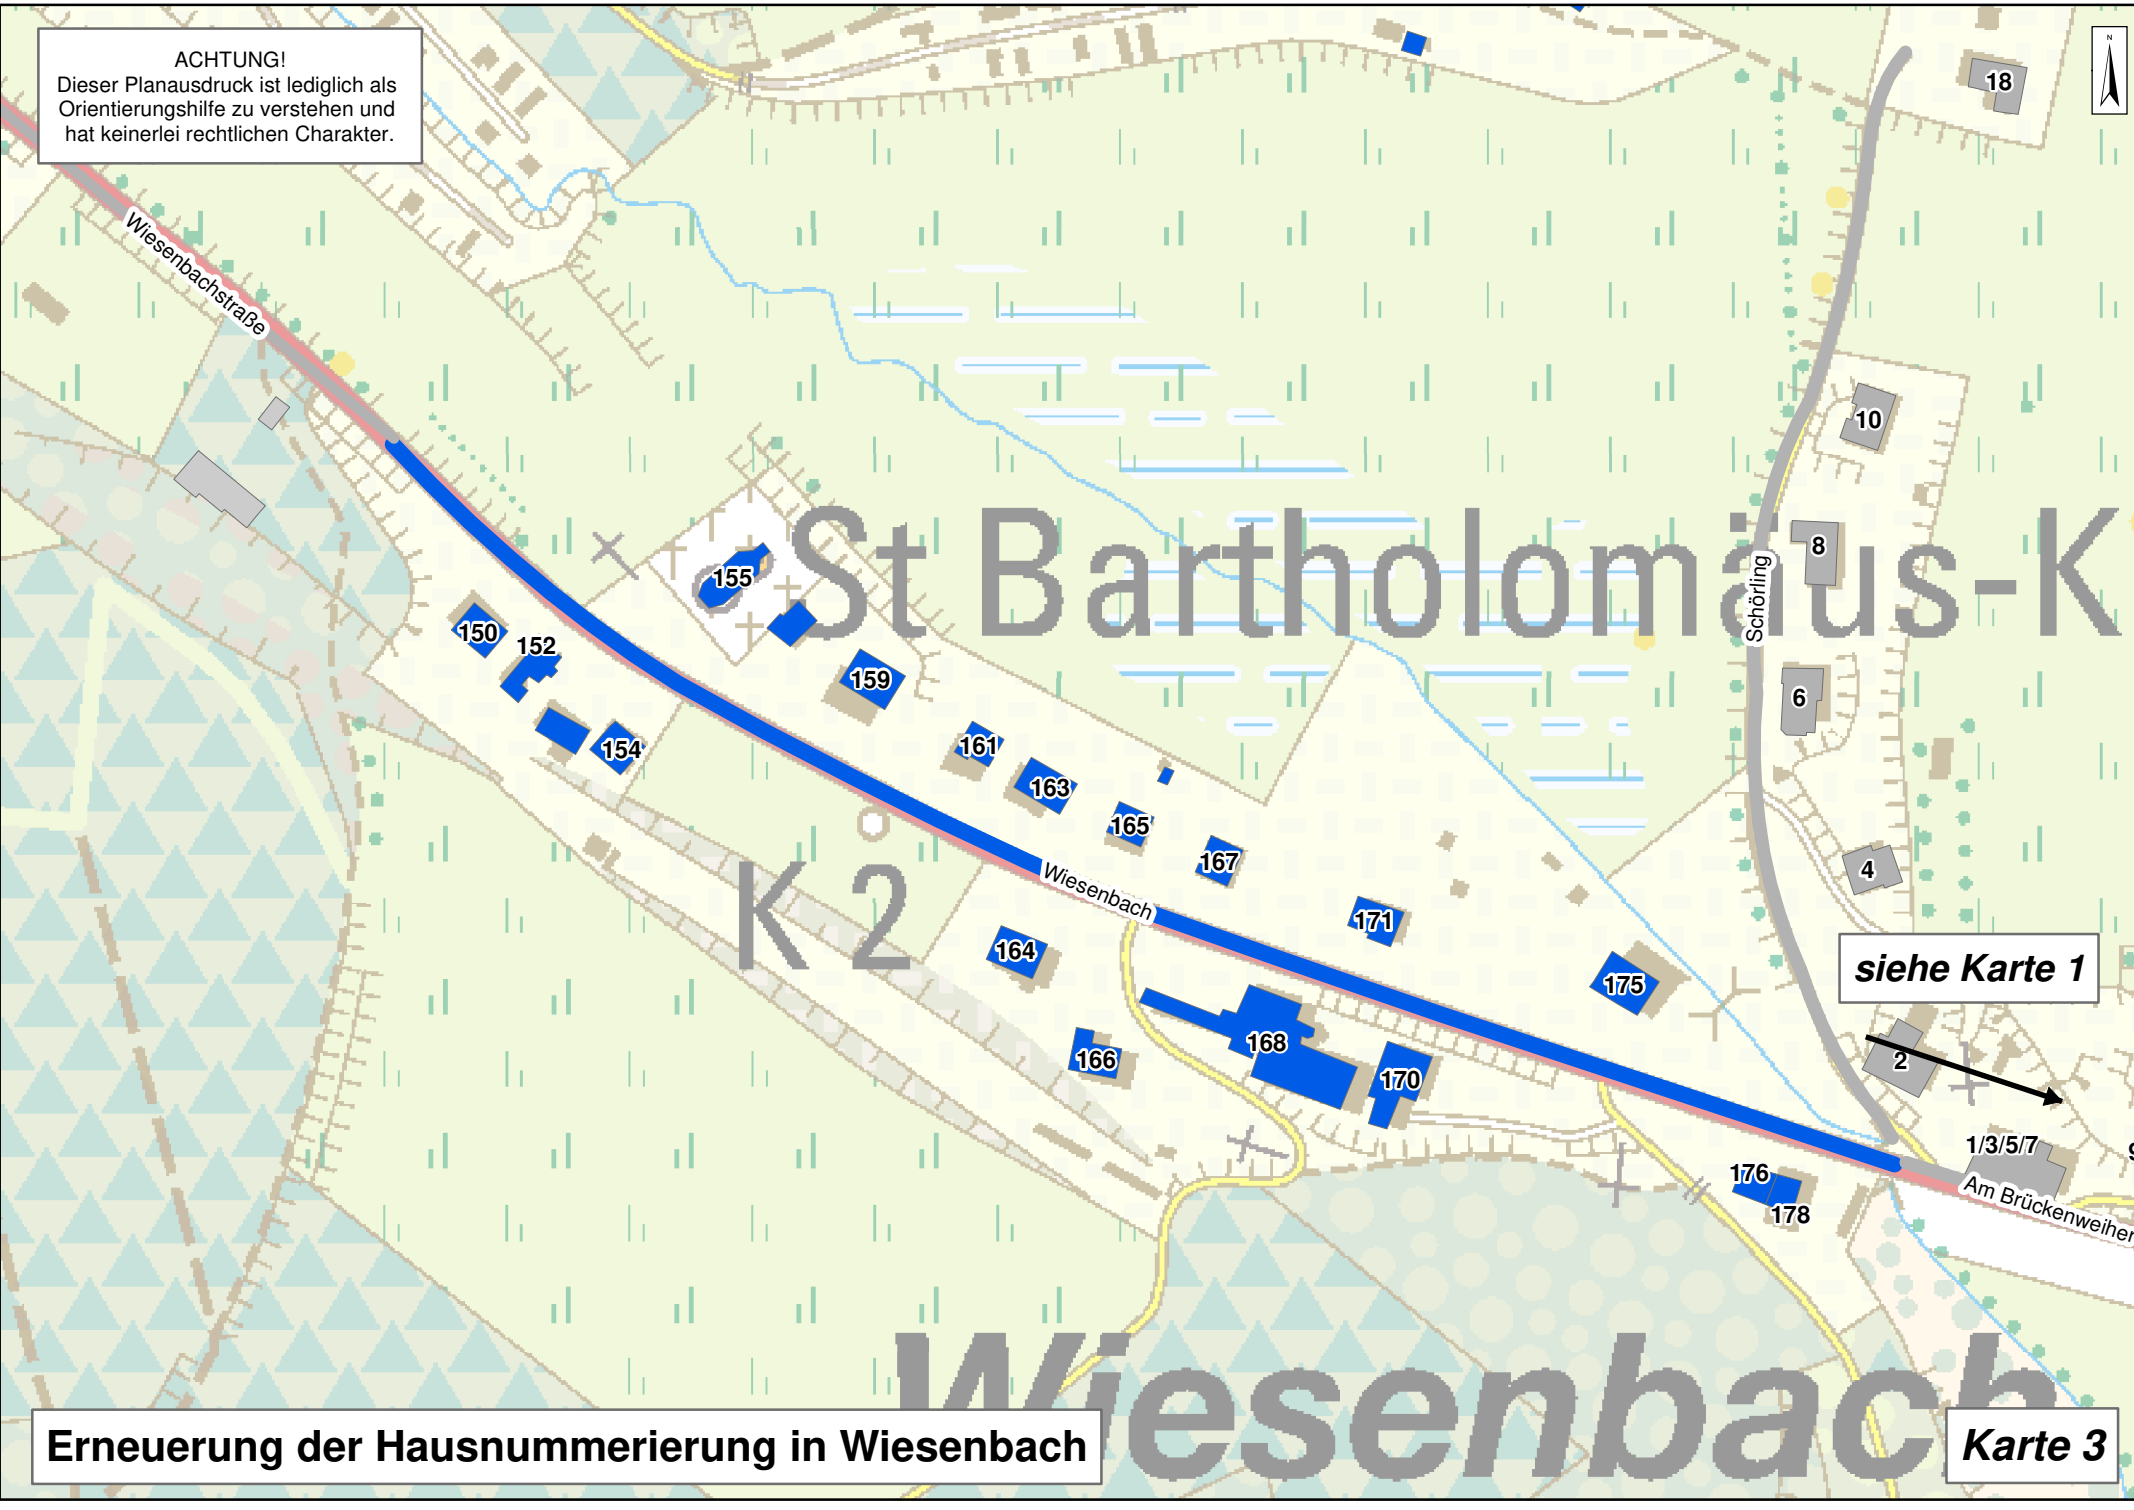 ACHTUNG!
Dieser Planausdruck ist lediglich als
Orientierungshilfe zu verstehen und
hat keinerlei rechtlichen Charakter.
N
18
Wiesenbachstraße
10
St Bartholomäus-K
8
Schörling
155
150
152
159
6
154
161
163
165
167
4
K 2
Wiesenbach
171
164
175
siehe Karte 1
168
166
170
2
1/3/5/7
9
176
178
Am Brückenweiher
Wiesenbach
Erneuerung der Hausnummerierung in Wiesenbach
Karte 3